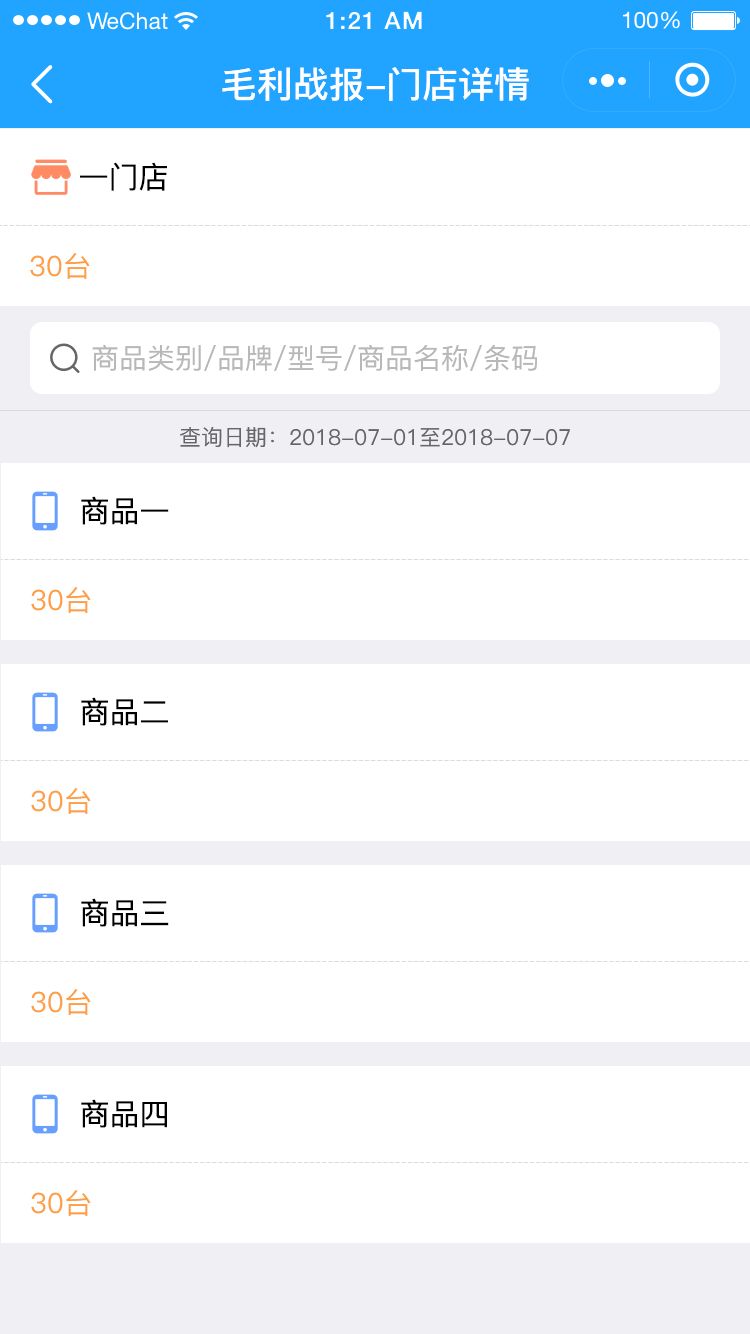 WeChat 1:21 AM 100%
毛利战报-门店详情
一门店
30台
商品类别/品牌/型号/商品名称/条码
查询日期：2018-07-01至2018-07-07
商品一
30台
商品二
30台
商品三
30台
商品四
30台